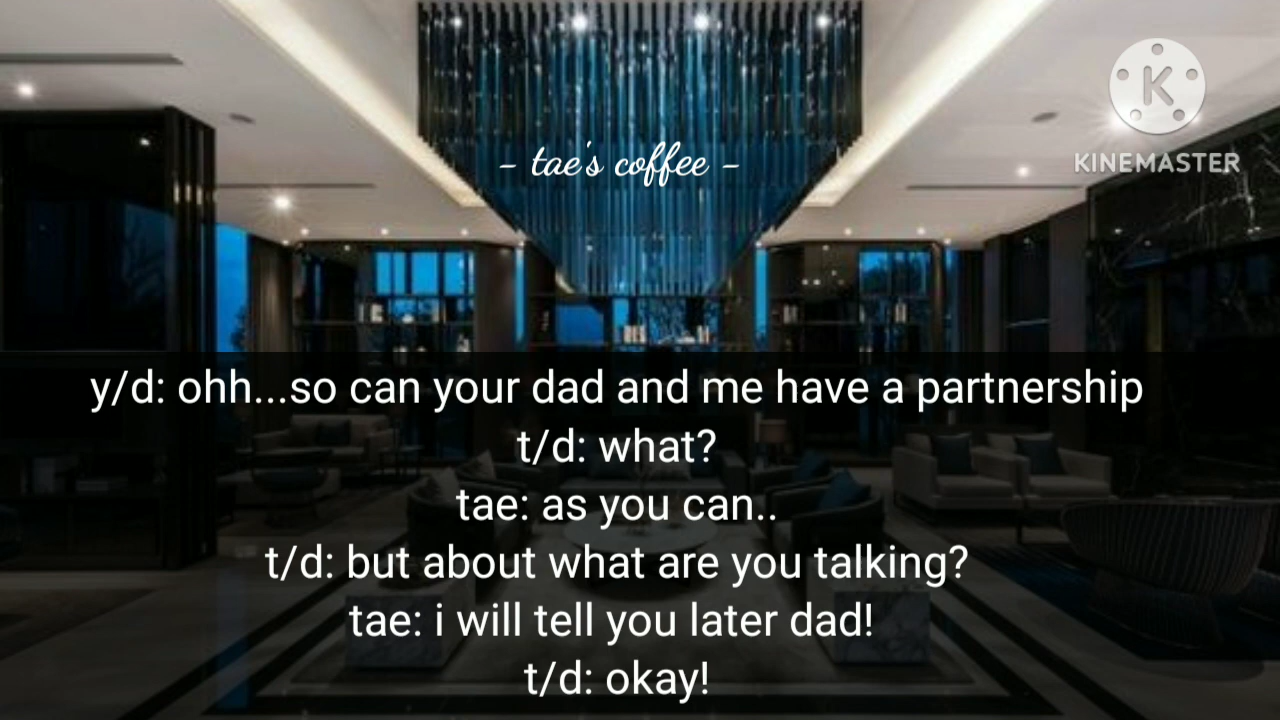 - tae's coffee -
KINEMASTER
y/d: ohh...so can your dad and me have a partnership
t/d: what?
tae: as you can..
t/d: but about what are you talking?
tae: i will tell you later dad!
t/d: okay!